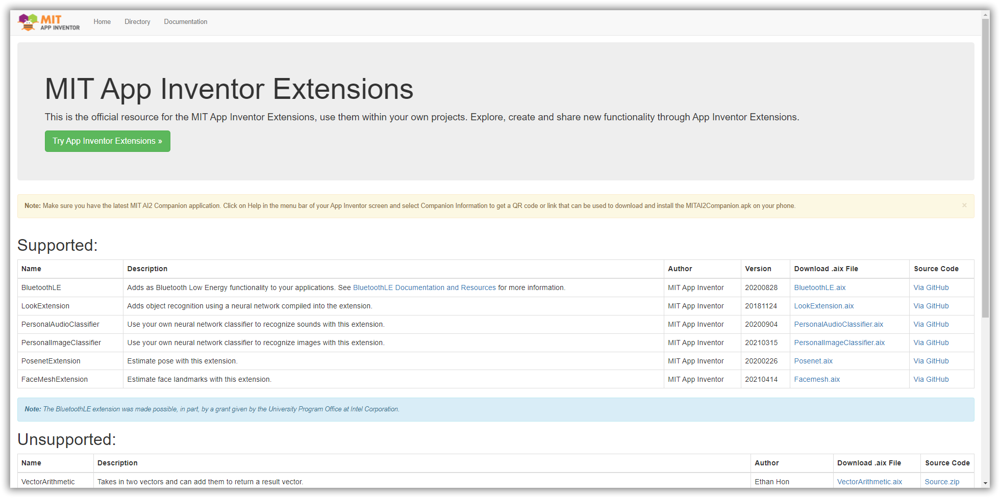 MIT
APP INVENTOR
Home Directory Documentation
MIT App Inventor Extensions
This is the official resource for the MIT App Inventor Extensions, use them within your own projects. Explore, create and share new functionality through App Inventor Extensions.
Try App Inventor Extensions »
Note: Make sure you have the latest MIT AI2 Companion application. Click on Help in the menu bar of your App Inventor screen and select Companion Information to get a QR code or link that can be used to download and install the MITAI2Companion.apk on your phone. ×
Supported:
Name Description Author Version Download .aix File Source Code
BluetoothLE Adds as Bluetooth Low Energy functionality to your applications. See BluetoothLE Documentation and Resources for more information. MIT App Inventor 20200828 BluetoothLE.aix Via GitHub
LookExtension Adds object recognition using a neural network compiled into the extension. MIT App Inventor 20181124 LookExtension.aix Via GitHub
PersonalAudioClassifier Use your own neural network classifier to recognize sounds with this extension. MIT App Inventor 20200904 PersonalAudioClassifier.aix Via GitHub
PersonalImageClassifier Use your own neural network classifier to recognize images with this extension. MIT App Inventor 20210315 PersonalImageClassifier.aix Via GitHub
PosenetExtension Estimate pose with this extension. MIT App Inventor 20200226 Posenet.aix Via GitHub
FaceMeshExtension Estimate face landmarks with this extension. MIT App Inventor 20210414 Facemesh.aix Via GitHub
Note: The BluetoothLE extension was made possible, in part, by a grant given by the University Program Office at Intel Corporation.
Unsupported:
Name Description Author Download .aix File Source Code
VectorArithmetic Takes in two vectors and can add them to return a result vector. Ethan Hon VectorArithmetic.aix Source.zip